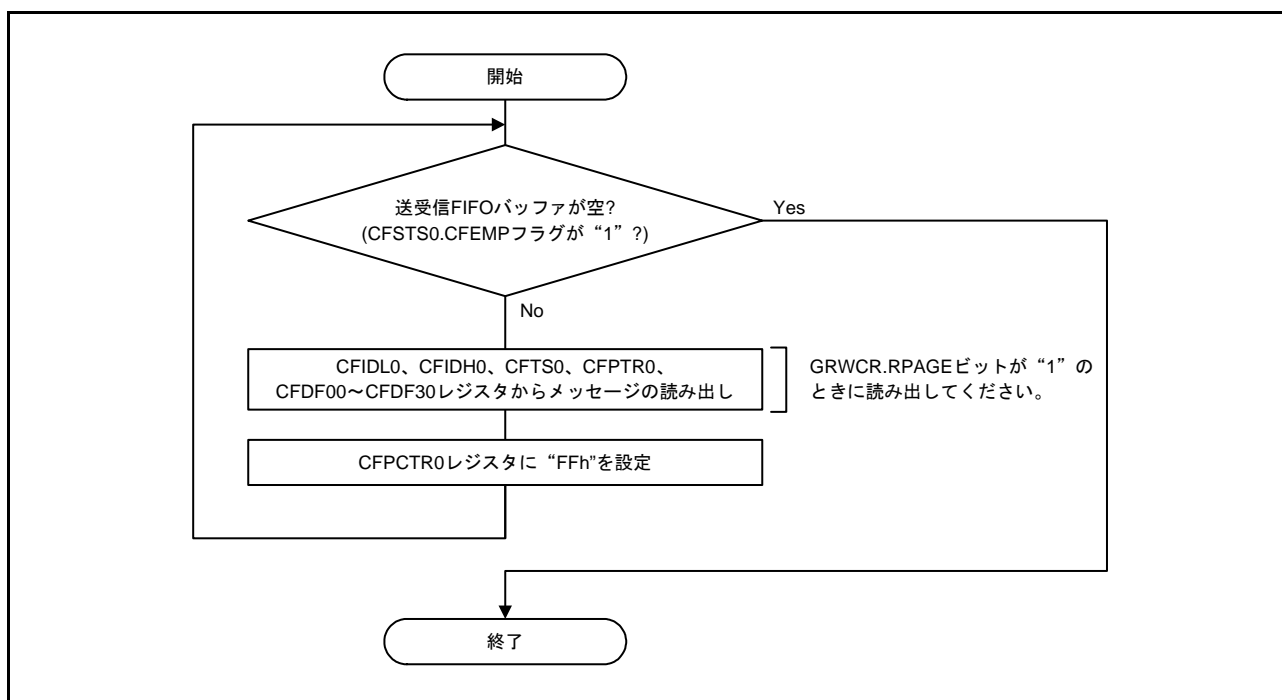 開始
送受信FIFOバッファが空?
(CFSTS0.CFEMPフラグが“1”?)
Yes
No
CFIDL0、CFIDH0、CFTS0、CFPTR0、
CFDF00～CFDF30レジスタからメッセージの読み出し
GRWCR.RPAGEビットが“1”の
ときに読み出してください。
CFPCTR0レジスタに“FFh”を設定
終了